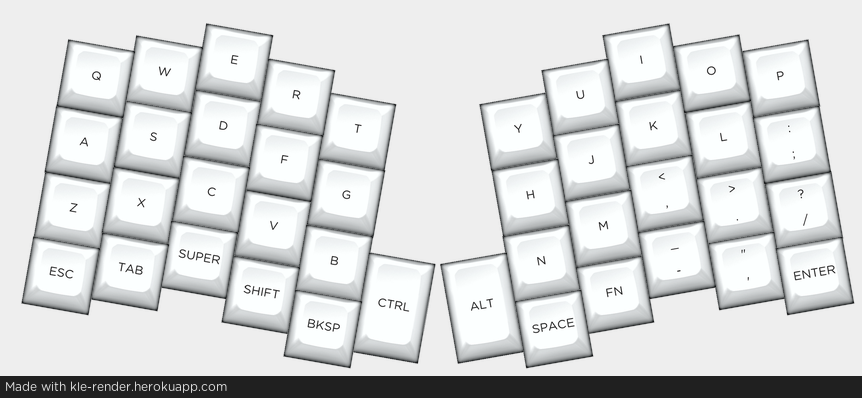 Q W E R T Y U I O P
A S D F G H J K L : ;
Z X C V B N M < , > . ? /
ESC TAB SUPER SHIFT BKSP CTRL ALT SPACE FN _ - " , ENTER
Made with kle-render.herokuapp.com